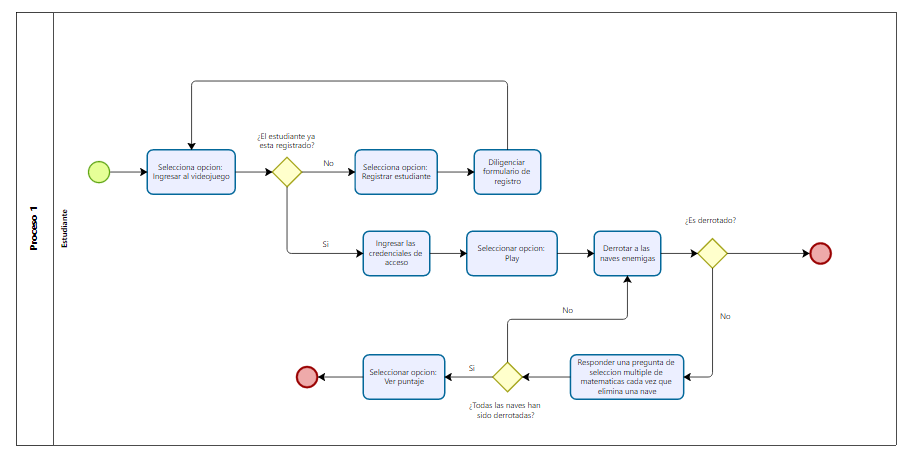 Proceso 1
Estudiante
Selecciona opcion:
Ingresar al videojuego
¿El estudiante ya
esta registrado?
No
Selecciona opcion:
Registrar estudiante
Diligenciar
formulario de
registro
Si
Ingresar las
credenciales de
acceso
Seleccionar opcion:
Play
Derrotar a las
naves enemigas
¿Es derrotado?
No
Responder una pregunta de
seleccion multiple de
matematicas cada vez que
elimina una nave
No
¿Todas las naves han
sido derrotadas?
Si
Seleccionar opcion:
Ver puntaje